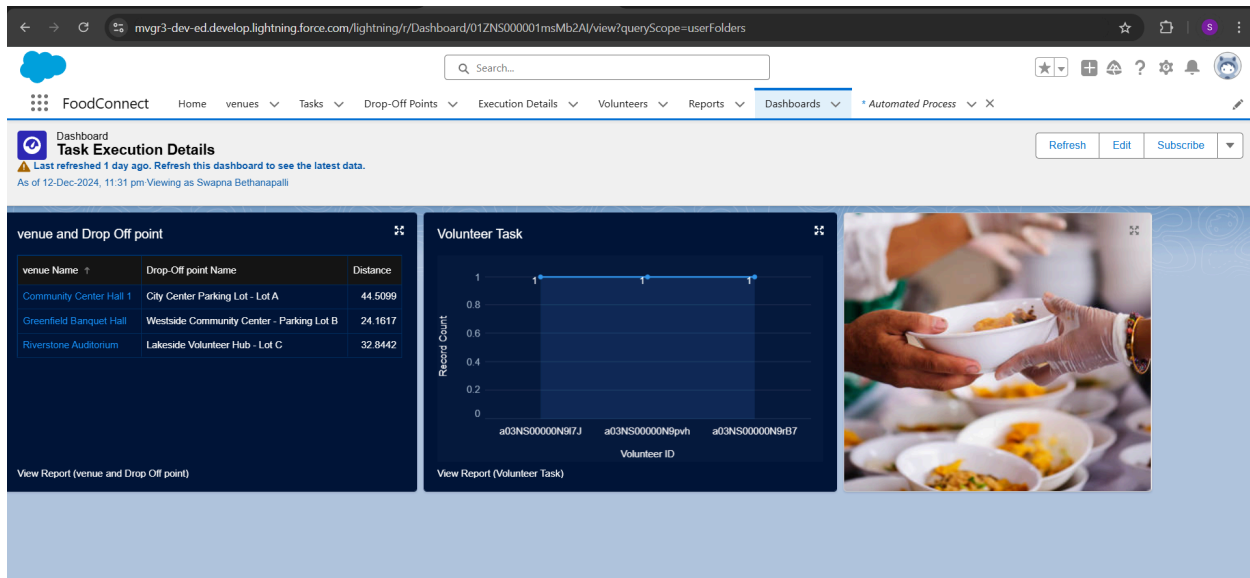 mvgr3-dev-ed.develop.lightning.force.com/lightning/r/Dashboard/01ZNS000001msMb2AI/view?queryScope=userFolders
S
Search...
FoodConnect Home venues Tasks Drop-Off Points Execution Details Volunteers Reports Dashboards * Automated Process
Dashboard
Task Execution Details
Last refreshed 1 day ago. Refresh this dashboard to see the latest data.
As of 12-Dec-2024, 11:31 pm·Viewing as Swapna Bethanapalli
Refresh Edit Subscribe
venue and Drop Off point
venue Name ↑ Drop-Off point Name Distance
Community Center Hall 1 City Center Parking Lot - Lot A 44.5099
Greenfield Banquet Hall Westside Community Center - Parking Lot B 24.1617
Riverstone Auditorium Lakeside Volunteer Hub - Lot C 32.8442
View Report (venue and Drop Off point)
Volunteer Task
Record Count
1
0.8
0.6
0.4
0.2
0
1 1 1
a03NS00000N9l7J a03NS00000N9pvh a03NS00000N9rB7
Volunteer ID
View Report (Volunteer Task)